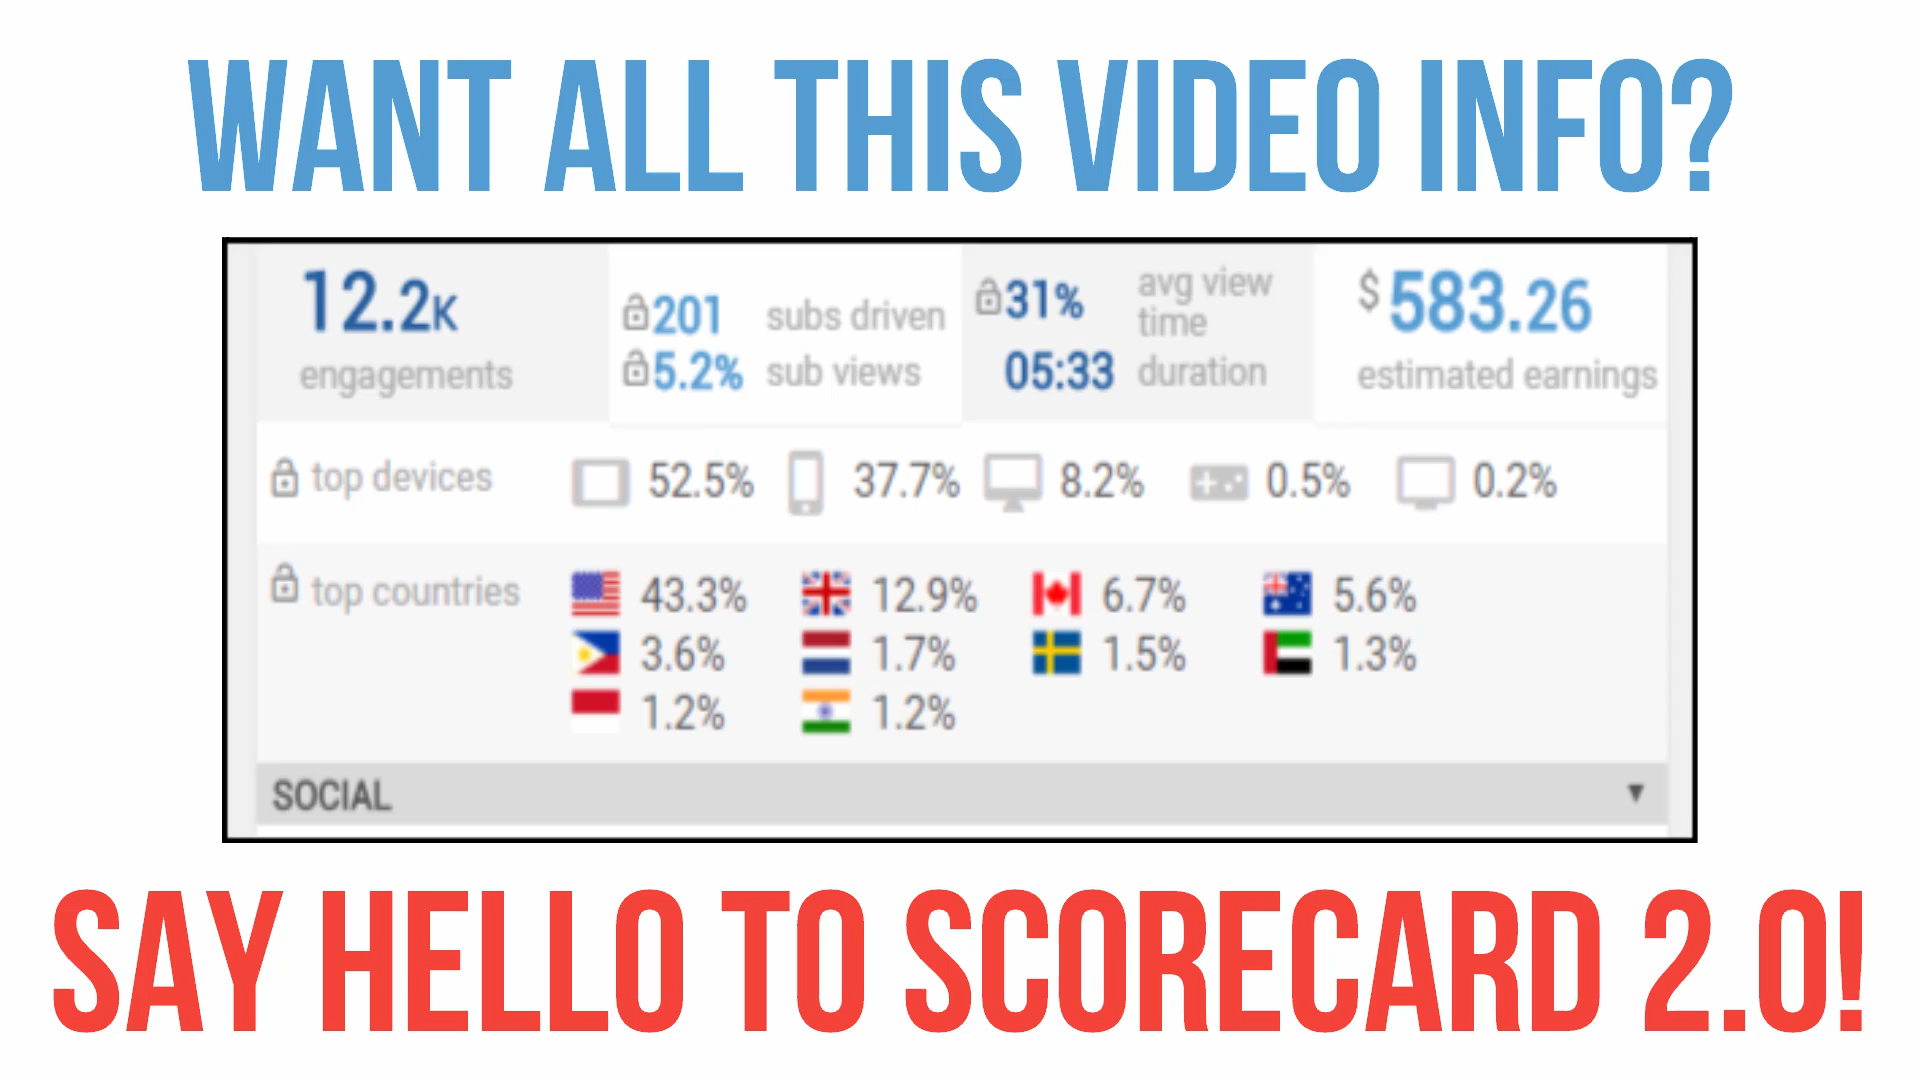 WANT ALL THIS VIDEO INFO?
12.2K
engagements
201 subs driven
5.2% sub views
31% avg view time
05:33 duration
$583.26
estimated earnings
top devices 52.5% 37.7% 8.2% 0.5% 0.2%
top countries 43.3% 12.9% 6.7% 5.6%
3.6% 1.7% 1.5% 1.3%
1.2% 1.2%
SOCIAL ▼
SAY HELLO TO SCORECARD 2.0!